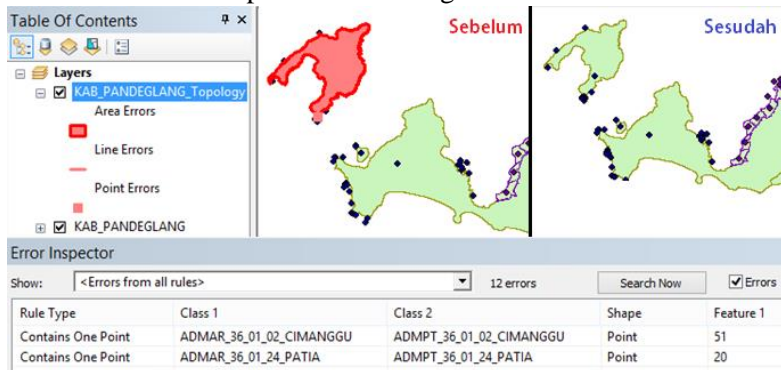 Table Of Contents
Sebelum
Sesudah
Layers
KAB_PANDEGLANG_Topology
Area Errors
Line Errors
Point Errors
KAB_PANDEGLANG
Error Inspector
Show: <Errors from all rules> 12 errors Search Now Errors
Rule Type Class 1 Class 2 Shape Feature 1
Contains One Point ADMAR_36_01_02_CIMANGGU ADMPT_36_01_02_CIMANGGU Point 51
Contains One Point ADMAR_36_01_24_PATIA ADMPT_36_01_24_PATIA Point 20